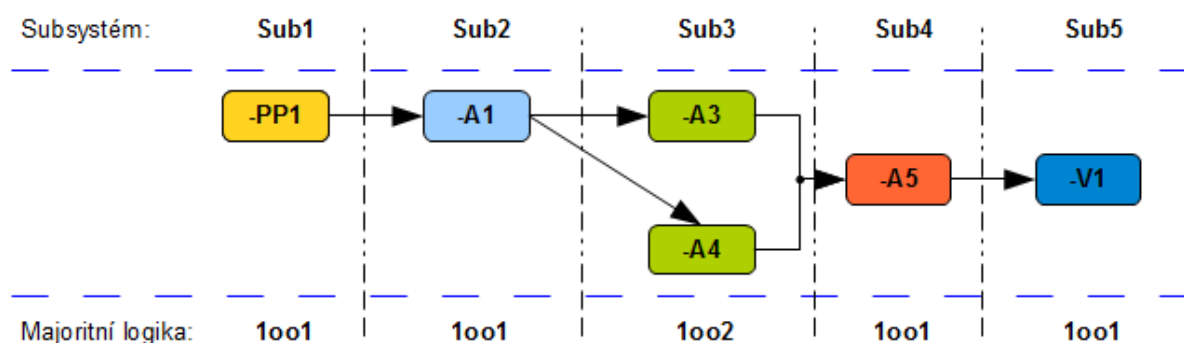 Subsystém: Sub1 Sub2 Sub3 Sub4 Sub5
-PP1 -A1 -A3
-A5 -V1
-A4
Majoritní logika: 1oo1 1oo1 1oo2 1oo1 1oo1